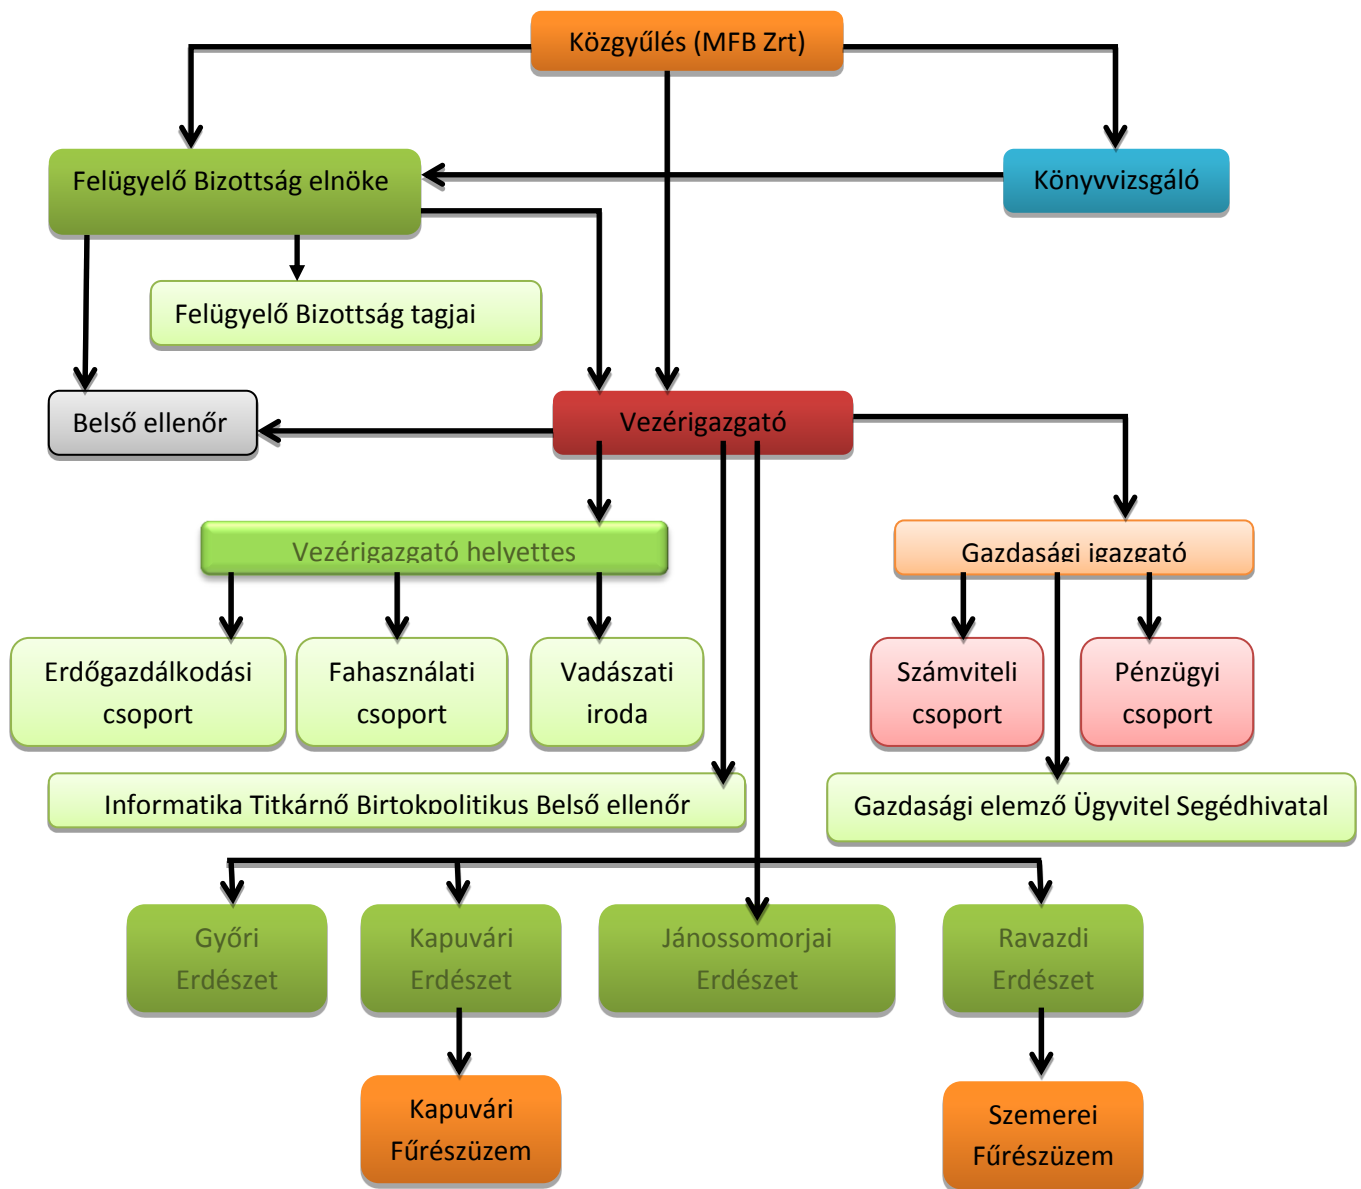 Közgyűlés (MFB Zrt)
Felügyelő Bizottság elnöke
Könyvvizsgáló
Felügyelő Bizottság tagjai
Belső ellenőr
Vezérigazgató
Vezérigazgató helyettes
Gazdasági igazgató
Erdőgazdálkodási
csoport
Fahasználati
csoport
Vadászati
iroda
Számviteli
csoport
Pénzügyi
csoport
Informatika Titkárnő Birtokpolitikus Belső ellenőr
Gazdasági elemző Ügyvitel Segédhivatal
Győri
Erdészet
Kapuvári
Erdészet
Jánossomorjai
Erdészet
Ravazdi
Erdészet
Kapuvári
Fűrészüzem
Szemerei
Fűrészüzem